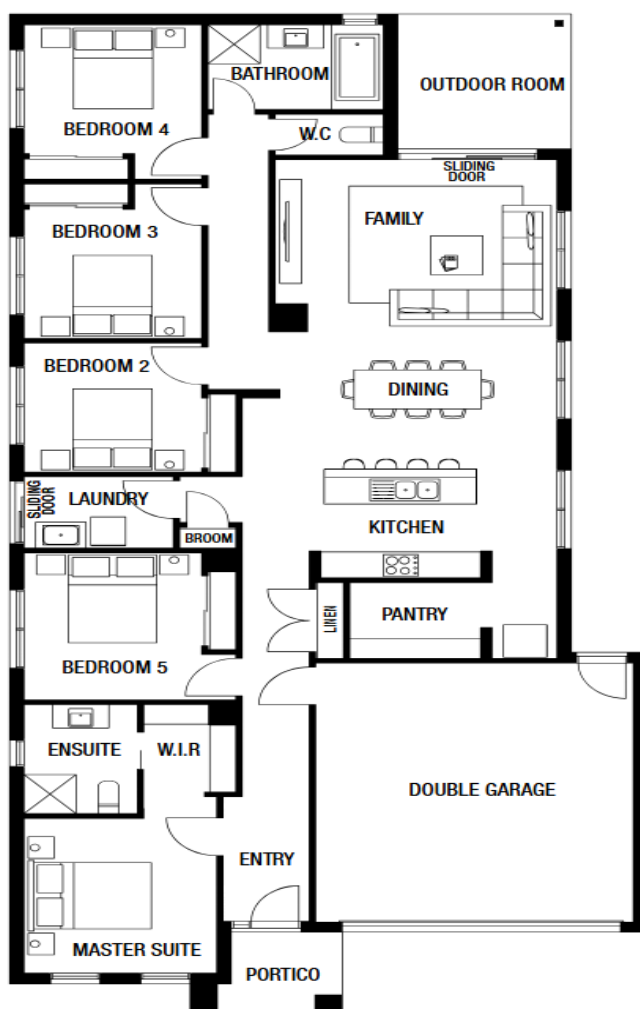 BATHROOM
OUTDOOR ROOM
BEDROOM 4
W.C
SLIDING
DOOR
FAMILY
BEDROOM 3
BEDROOM 2
DINING
SLIDING
DOOR
LAUNDRY
KITCHEN
BROOM
LINEN
PANTRY
BEDROOM 5
ENSUITE
W.I.R
DOUBLE GARAGE
ENTRY
MASTER SUITE
PORTICO